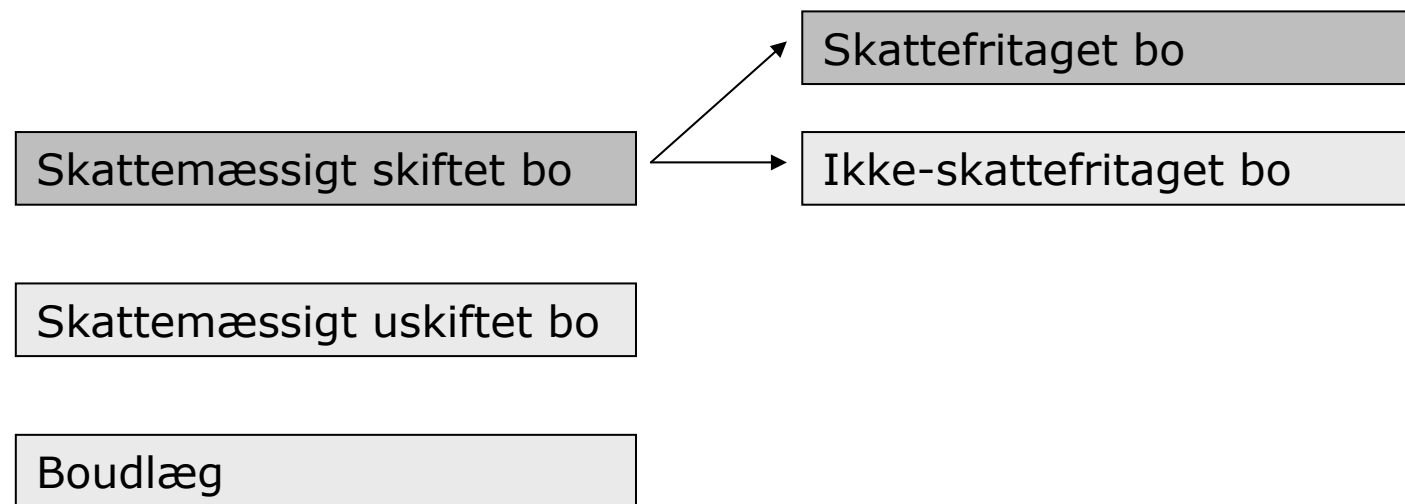 Skattefritaget bo
Skattemæssigt skiftet bo
Ikke-skattefritaget bo
Skattemæssigt uskiftet bo
Boudlæg